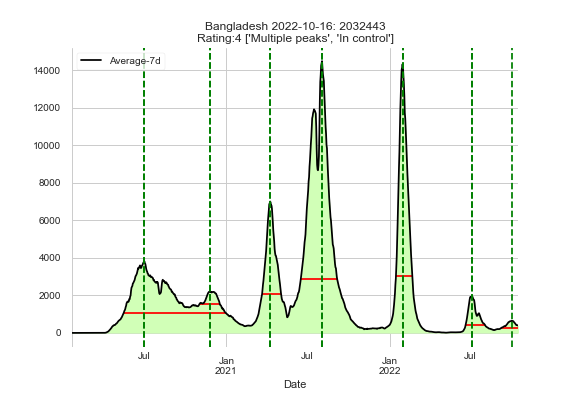 Bangladesh 2022-10-16: 2032443
Rating:4 ['Multiple peaks', 'In control']
Average-7d
14000
12000
10000
8000
6000
4000
2000
0
Jul
Jan
2021
Jul
Jan
2022
Jul
Date